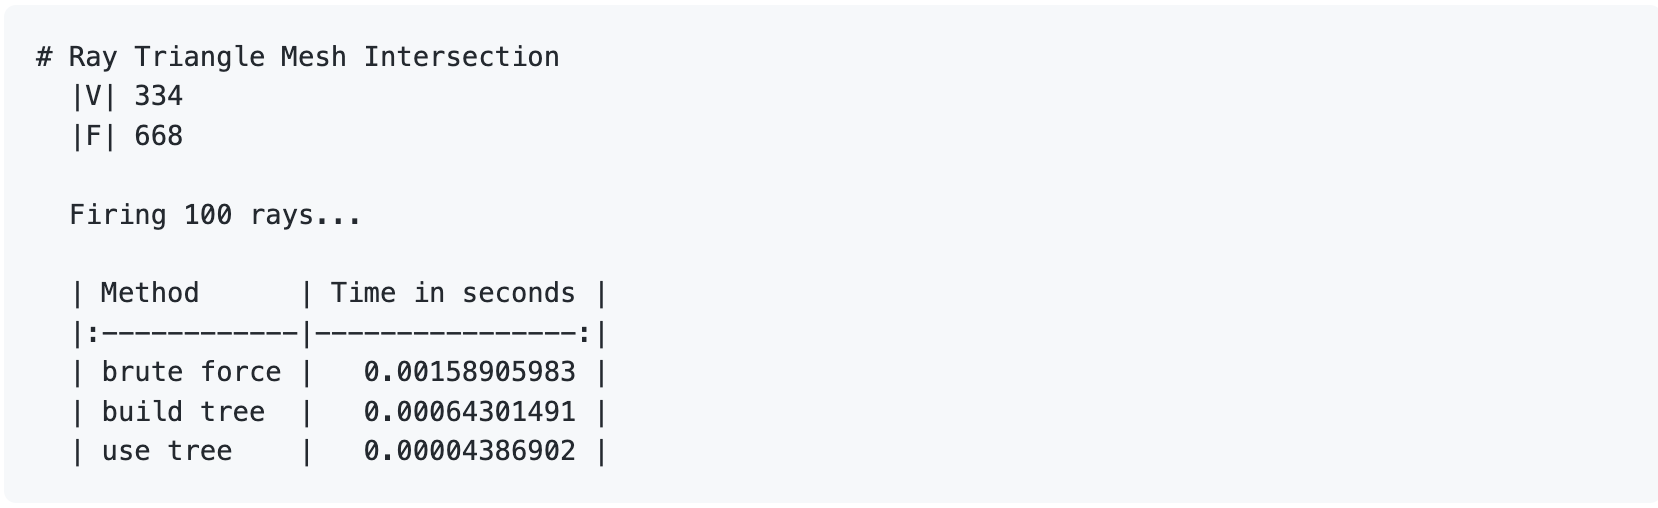 # Ray Triangle Mesh Intersection
  |V| 334
  |F| 668

  Firing 100 rays...

  | Method      | Time in seconds |
  |:------------|----------------:|
  | brute force |   0.00158905983 |
  | build tree  |   0.00064301491 |
  | use tree    |   0.00004386902 |